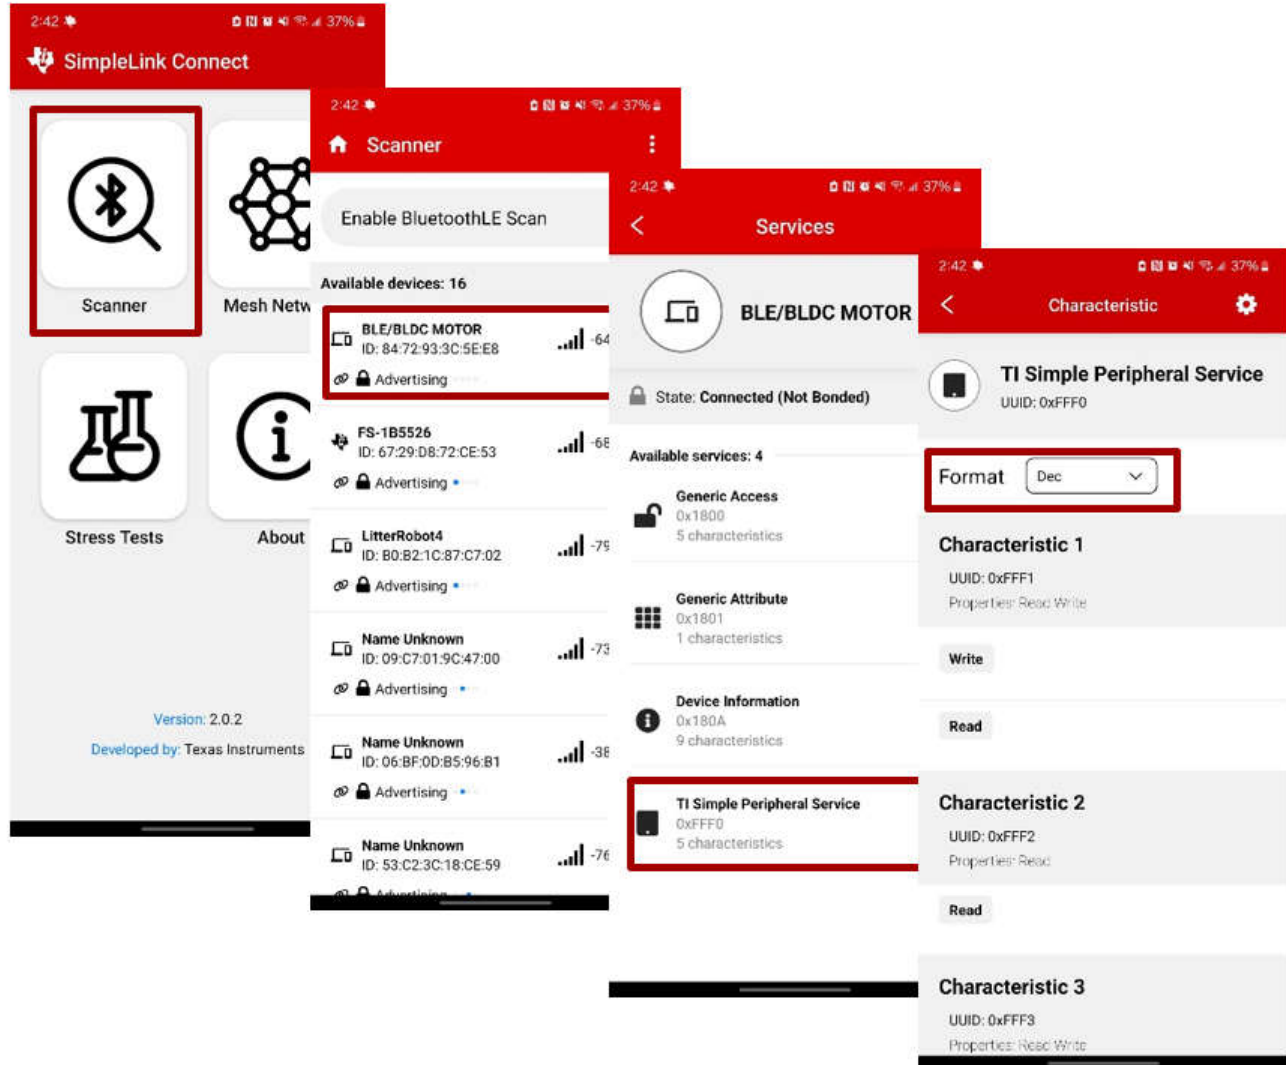 2:42
37%
SimpleLink Connect
Scanner
Mesh Netw
Stress Tests
About
Version: 2.0.2
Developed by: Texas Instruments
2:42
37%
Scanner
Enable BluetoothLE Scan
Available devices: 16
BLE/BLDC MOTOR
ID: 84:72:93:3C:5E:E8
-64
Advertising
FS-1B5526
ID: 67:29:D8:72:CE:53
-68
Advertising
LitterRobot4
ID: B0:B2:1C:87:C7:02
-79
Advertising
Name Unknown
ID: 09:C7:01:9C:47:00
-73
Advertising
Name Unknown
ID: 06:BF:0D:B5:96:B1
-38
Advertising
Name Unknown
ID: 53:C2:3C:18:CE:59
-76
Advertising
2:42
37%
Services
BLE/BLDC MOTOR
State: Connected (Not Bonded)
Available services: 4
Generic Access
0x1800
5 characteristics
Generic Attribute
0x1801
1 characteristics
Device Information
0x180A
9 characteristics
TI Simple Peripheral Service
0xFFF0
5 characteristics
2:42
37%
Characteristic
TI Simple Peripheral Service
UUID: 0xFFF0
Format Dec
Characteristic 1
UUID: 0xFFF1
Properties: Read Write
Write
Read
Characteristic 2
UUID: 0xFFF2
Properties: Read
Read
Characteristic 3
UUID: 0xFFF3
Properties: Read Write